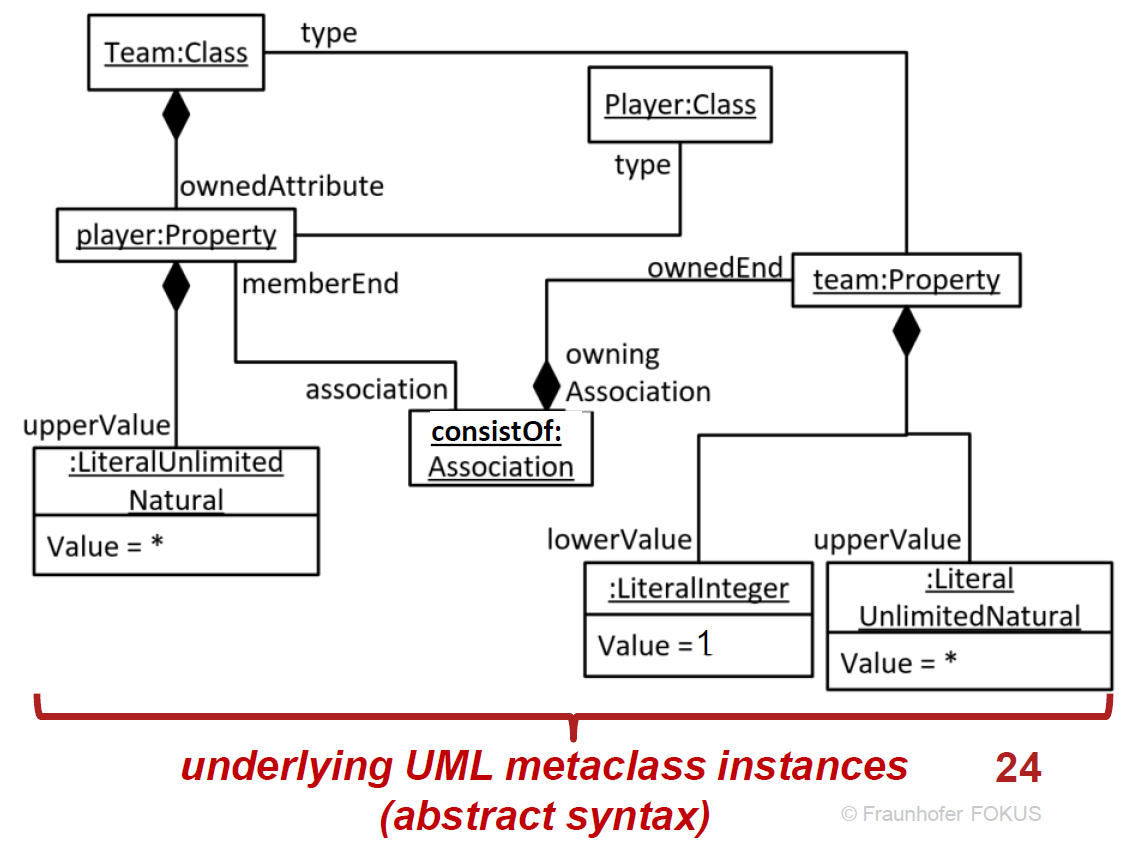 type
Team:Class
Player:Class
type
ownedAttribute
player:Property
ownedEnd
team:Property
memberEnd
owning
Association
association
upperValue
consistOf:
Association
:LiteralUnlimited
Natural
Value = *
lowerValue
upperValue
:LiteralInteger
Value = 1
:Literal
UnlimitedNatural
Value = *
underlying UML metaclass instances
(abstract syntax)
24
© Fraunhofer FOKUS